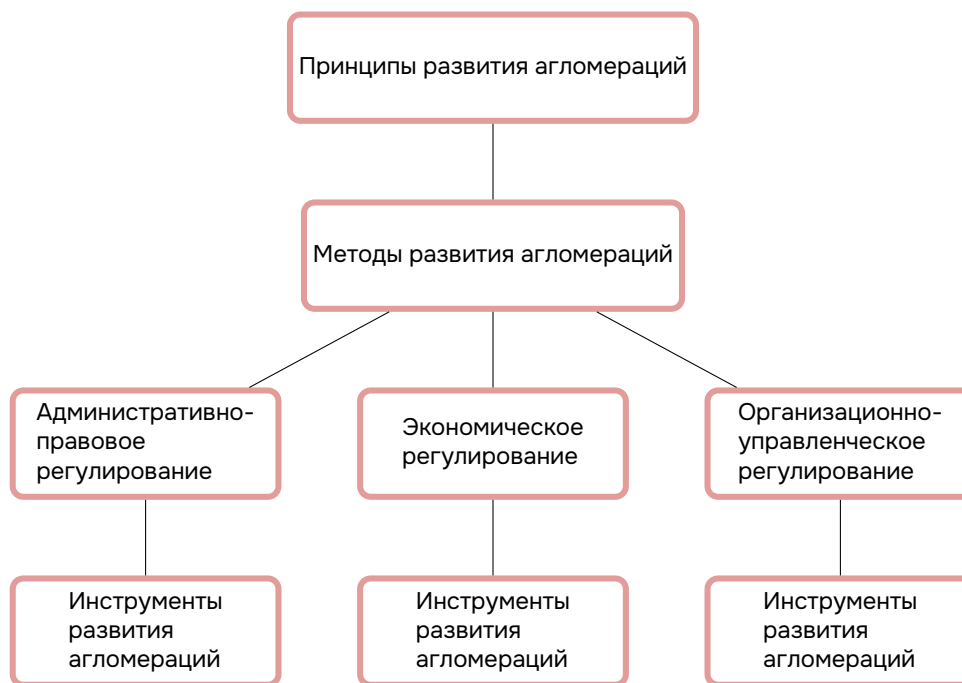 Принципы развития агломераций
Методы развития агломераций
Административно-
правовое
регулирование
Экономическое
регулирование
Организационно-
управленческое
регулирование
Инструменты
развития
агломераций
Инструменты
развития
агломераций
Инструменты
развития
агломераций